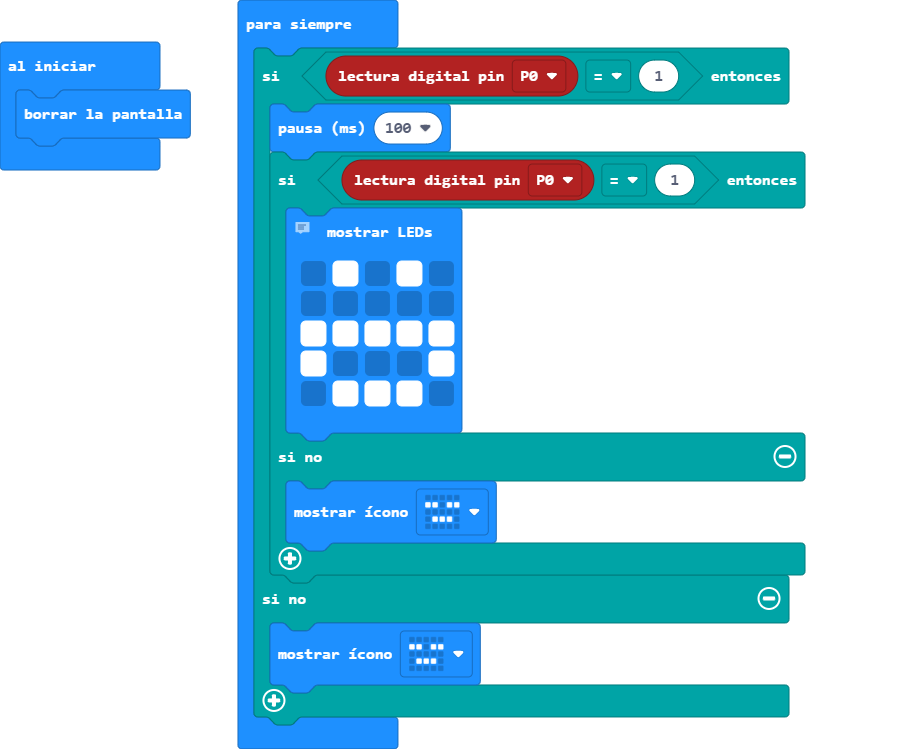 al iniciar
borrar la pantalla
para siempre
si lectura digital pin P0 = 1 entonces
pausa (ms) 100
si lectura digital pin P0 = 1 entonces
mostrar LEDs
si no
mostrar ícono
si no
mostrar ícono